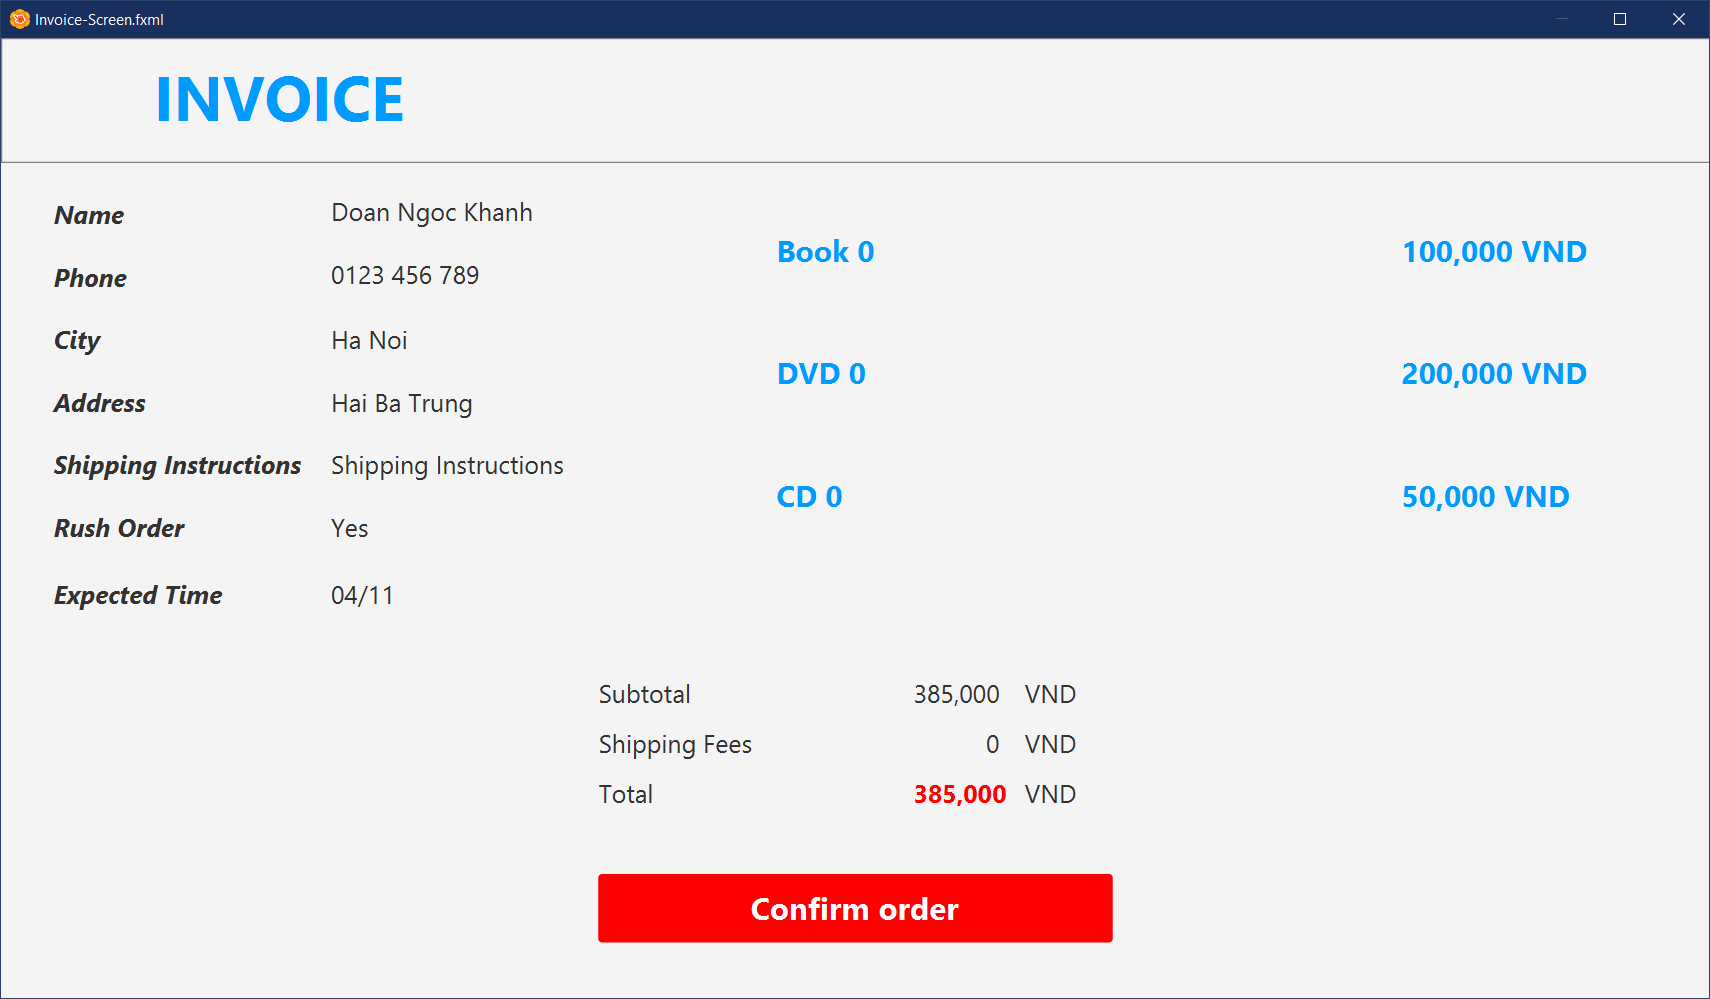 Invoice-Screen.fxml
INVOICE
Name Doan Ngoc Khanh
Phone 0123 456 789
City Ha Noi
Address Hai Ba Trung
Shipping Instructions Shipping Instructions
Rush Order Yes
Expected Time 04/11
Book 0 100,000 VND
DVD 0 200,000 VND
CD 0 50,000 VND
Subtotal 385,000 VND
Shipping Fees 0 VND
Total 385,000 VND
Confirm order